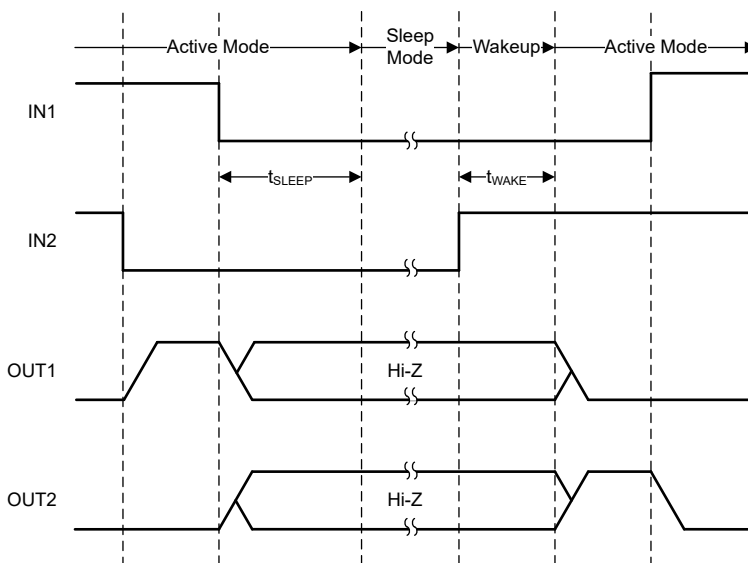 Active Mode
Sleep
Mode
Wakeup
Active Mode
IN1
tSLEEP
tWAKE
IN2
OUT1
Hi-Z
OUT2
Hi-Z